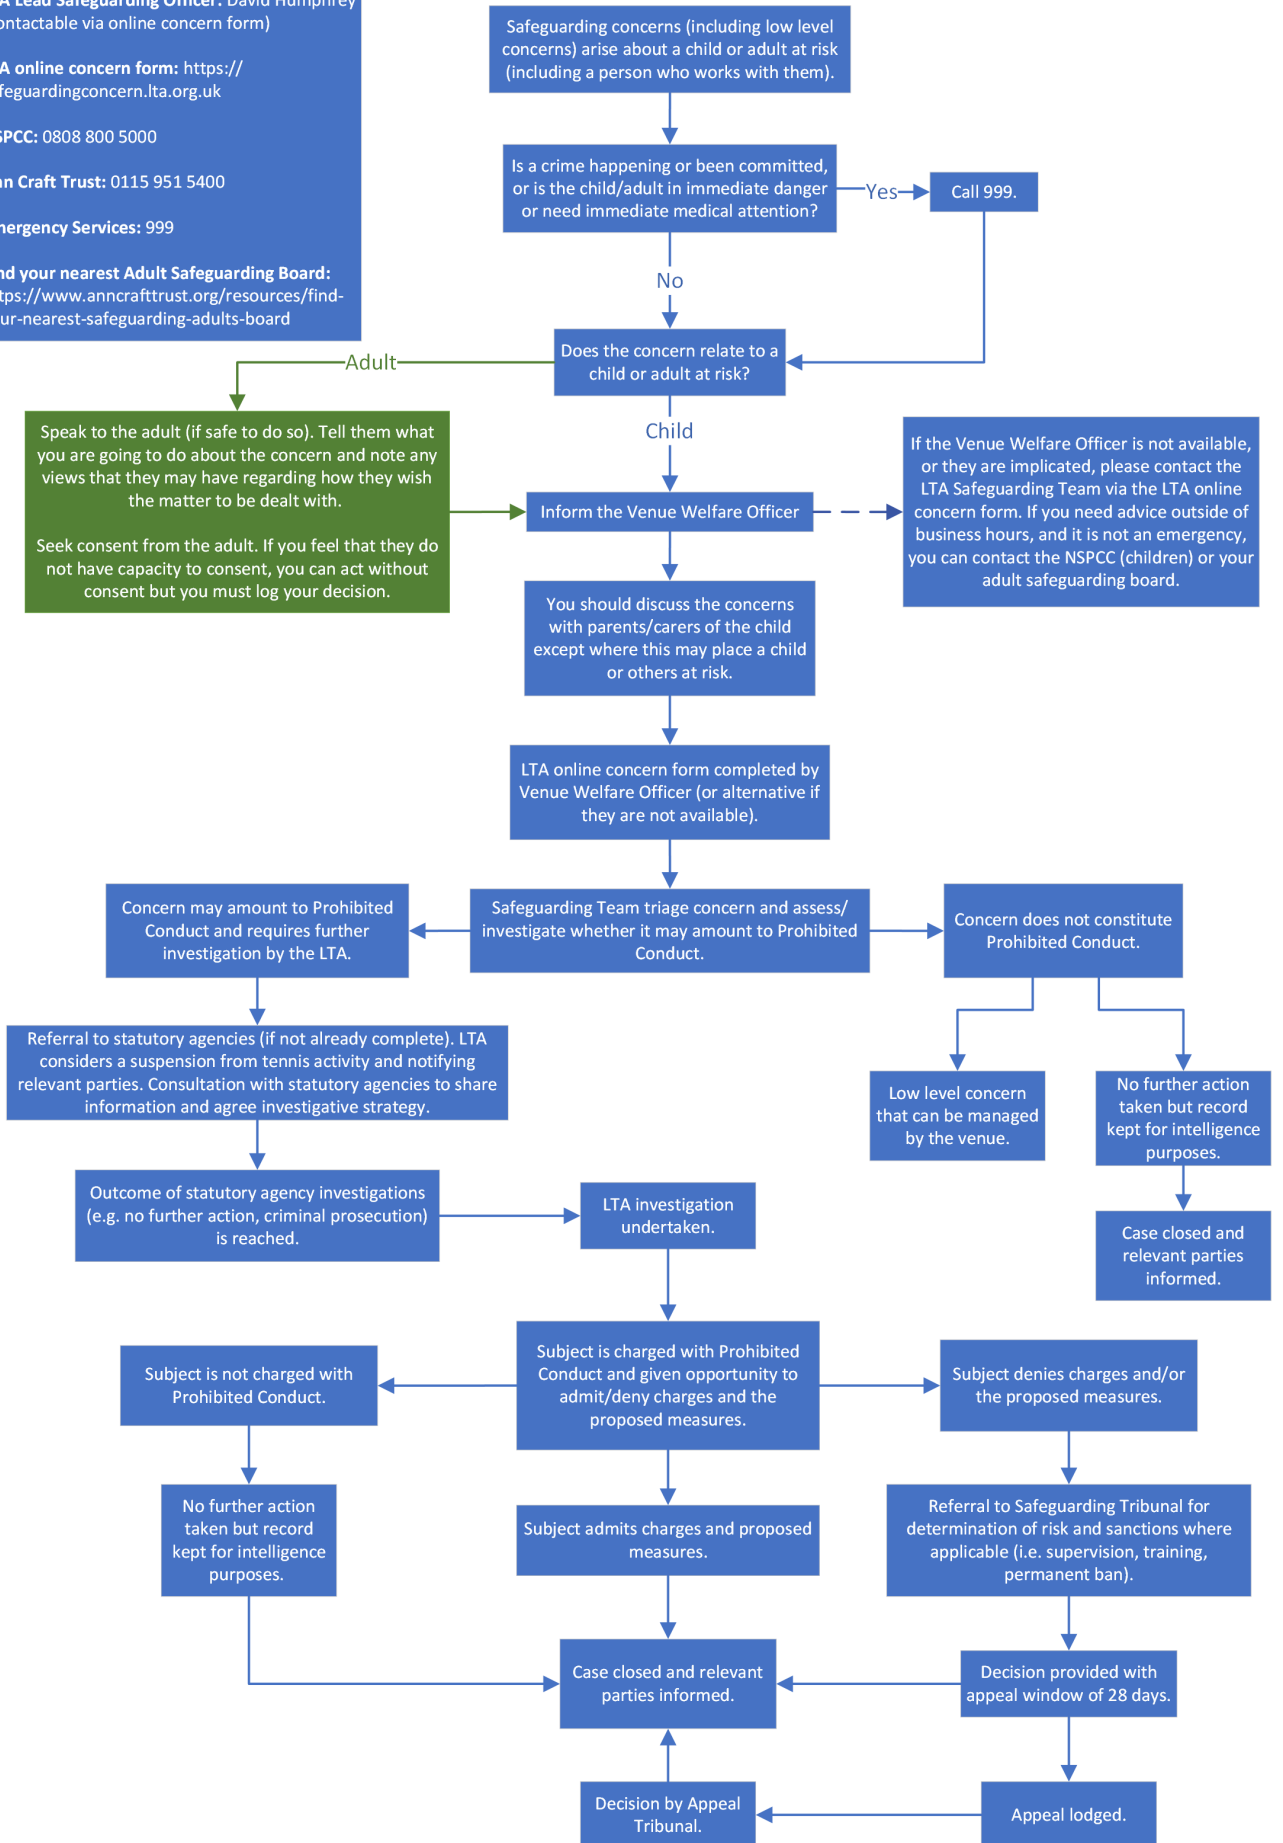 Lead Safeguarding Officer: David Humphrey
ontactable via online concern form)
A online concern form: https://
feguardingconcern.lta.org.uk
SPCC: 0808 800 5000
nn Craft Trust: 0115 951 5400
mergency Services: 999
nd your nearest Adult Safeguarding Board:
tps://www.anncrafttrust.org/resources/find-
ur-nearest-safeguarding-adults-board
Safeguarding concerns (including low level
concerns) arise about a child or adult at risk
(including a person who works with them).
Is a crime happening or been committed,
or is the child/adult in immediate danger
or need immediate medical attention?
Yes
Call 999.
No
Does the concern relate to a
child or adult at risk?
Adult
Child
Speak to the adult (if safe to do so). Tell them what
you are going to do about the concern and note any
views that they may have regarding how they wish
the matter to be dealt with.
Seek consent from the adult. If you feel that they do
not have capacity to consent, you can act without
consent but you must log your decision.
Inform the Venue Welfare Officer
If the Venue Welfare Officer is not available,
or they are implicated, please contact the
LTA Safeguarding Team via the LTA online
concern form. If you need advice outside of
business hours, and it is not an emergency,
you can contact the NSPCC (children) or your
adult safeguarding board.
You should discuss the concerns
with parents/carers of the child
except where this may place a child
or others at risk.
LTA online concern form completed by
Venue Welfare Officer (or alternative if
they are not available).
Concern may amount to Prohibited
Conduct and requires further
investigation by the LTA.
Safeguarding Team triage concern and assess/
investigate whether it may amount to Prohibited
Conduct.
Concern does not constitute
Prohibited Conduct.
Referral to statutory agencies (if not already complete). LTA
considers a suspension from tennis activity and notifying
relevant parties. Consultation with statutory agencies to share
information and agree investigative strategy.
Low level concern
that can be managed
by the venue.
No further action
taken but record
kept for intelligence
purposes.
Outcome of statutory agency investigations
(e.g. no further action, criminal prosecution)
is reached.
LTA investigation
undertaken.
Case closed and
relevant parties
informed.
Subject is not charged with
Prohibited Conduct.
Subject is charged with Prohibited
Conduct and given opportunity to
admit/deny charges and the
proposed measures.
Subject denies charges and/or
the proposed measures.
No further action
taken but record
kept for intelligence
purposes.
Subject admits charges and proposed
measures.
Referral to Safeguarding Tribunal for
determination of risk and sanctions where
applicable (i.e. supervision, training,
permanent ban).
Case closed and relevant
parties informed.
Decision provided with
appeal window of 28 days.
Decision by Appeal
Tribunal.
Appeal lodged.